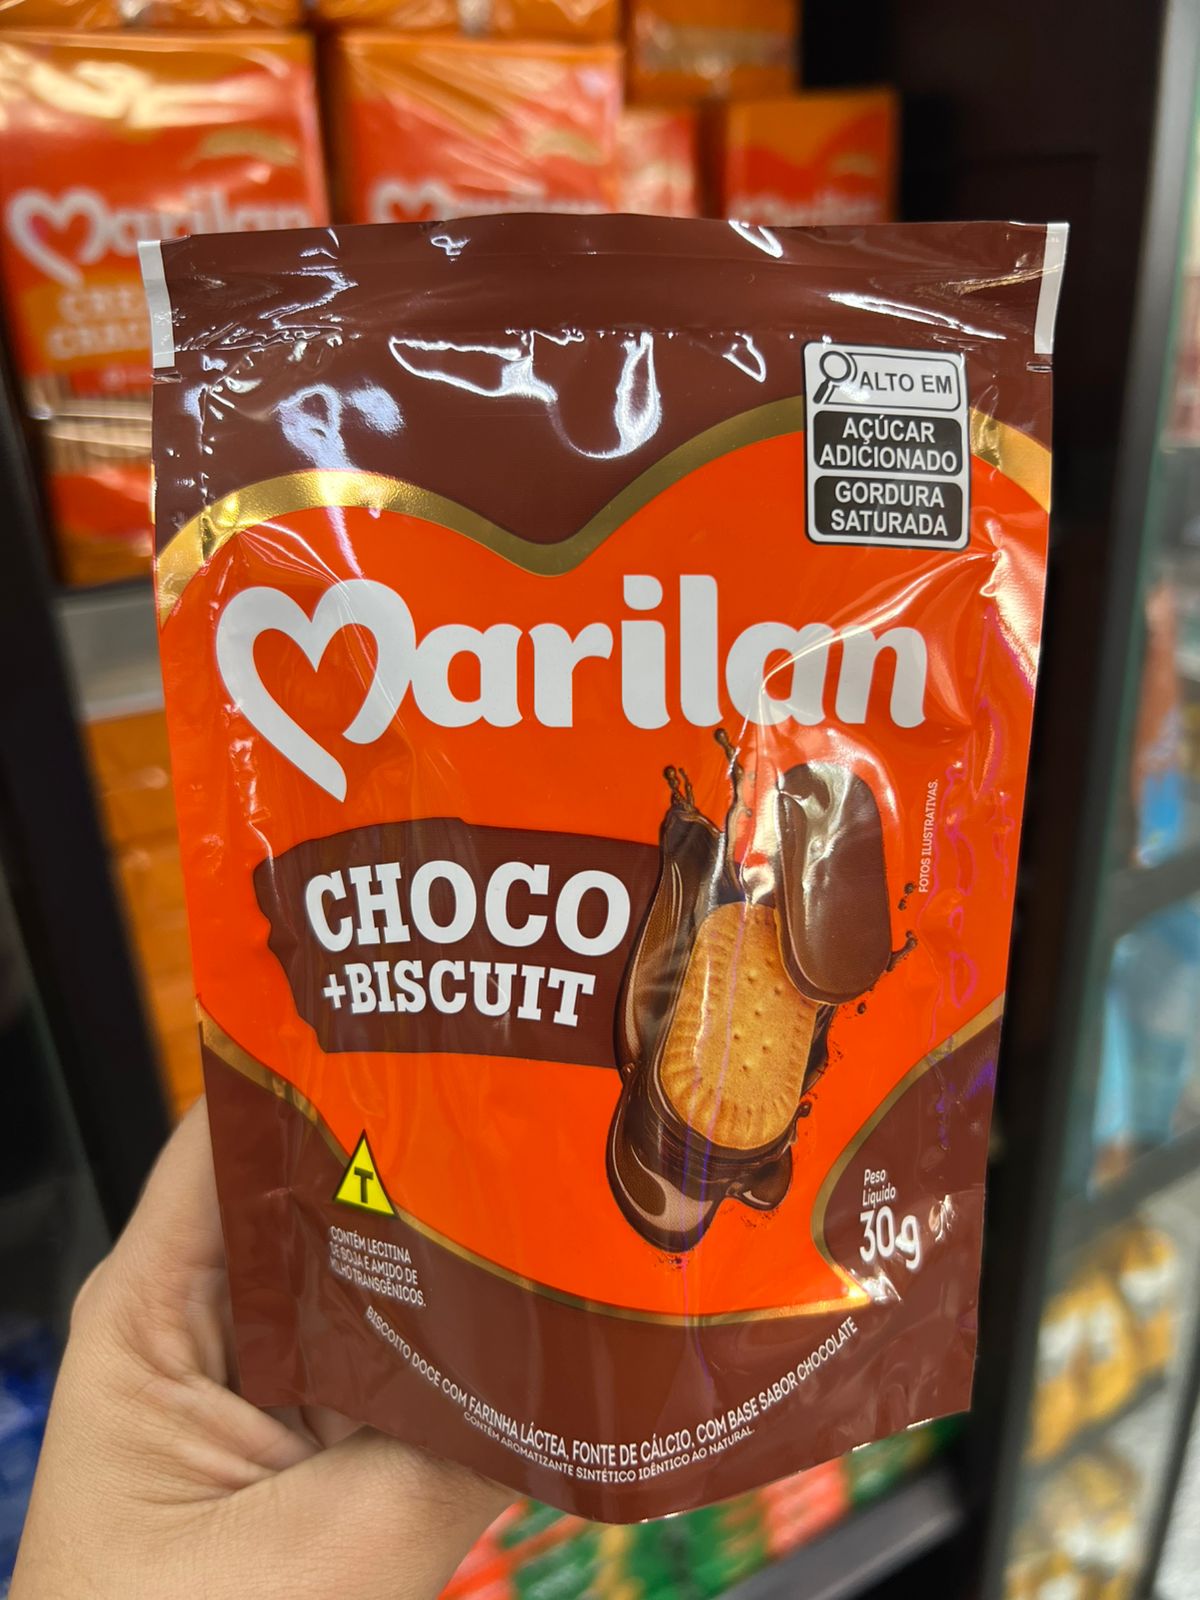 Marilan
Marilan
Marilan
ALTO EM
AÇÚCAR
ADICIONADO
GORDURA
SATURADA
Marilan
FOTOS ILUSTRATIVAS.
CHOCO
+BISCUIT
T
CONTÉM LECITINA
DE SOJA E AMIDO DE
MILHO TRANSGÊNICOS.
Peso
Líquido
30g
BISCOITO DOCE COM FARINHA LÁCTEA, FONTE DE CÁLCIO, COM BASE SABOR CHOCOLATE
CONTÉM AROMATIZANTE SINTÉTICO IDÊNTICO AO NATURAL.